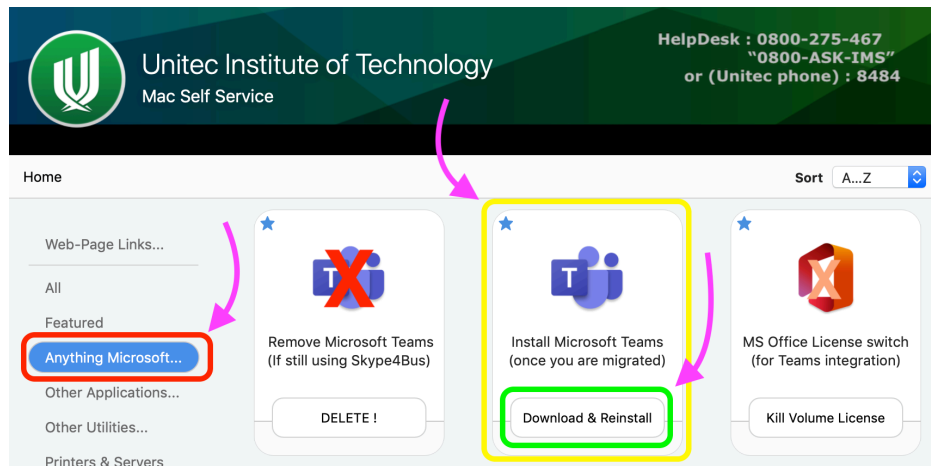 Unitec Institute of Technology
Mac Self Service
HelpDesk : 0800-275-467
"0800-ASK-IMS"
or (Unitec phone) : 8484
Home
Sort A...Z
Web-Page Links...
All
Featured
Anything Microsoft...
Other Applications...
Other Utilities...
Printers & Servers
T X
Remove Microsoft Teams
(If still using Skype4Bus)
DELETE !
T
Install Microsoft Teams
(once you are migrated)
Download & Reinstall
X
MS Office License switch
(for Teams integration)
Kill Volume License